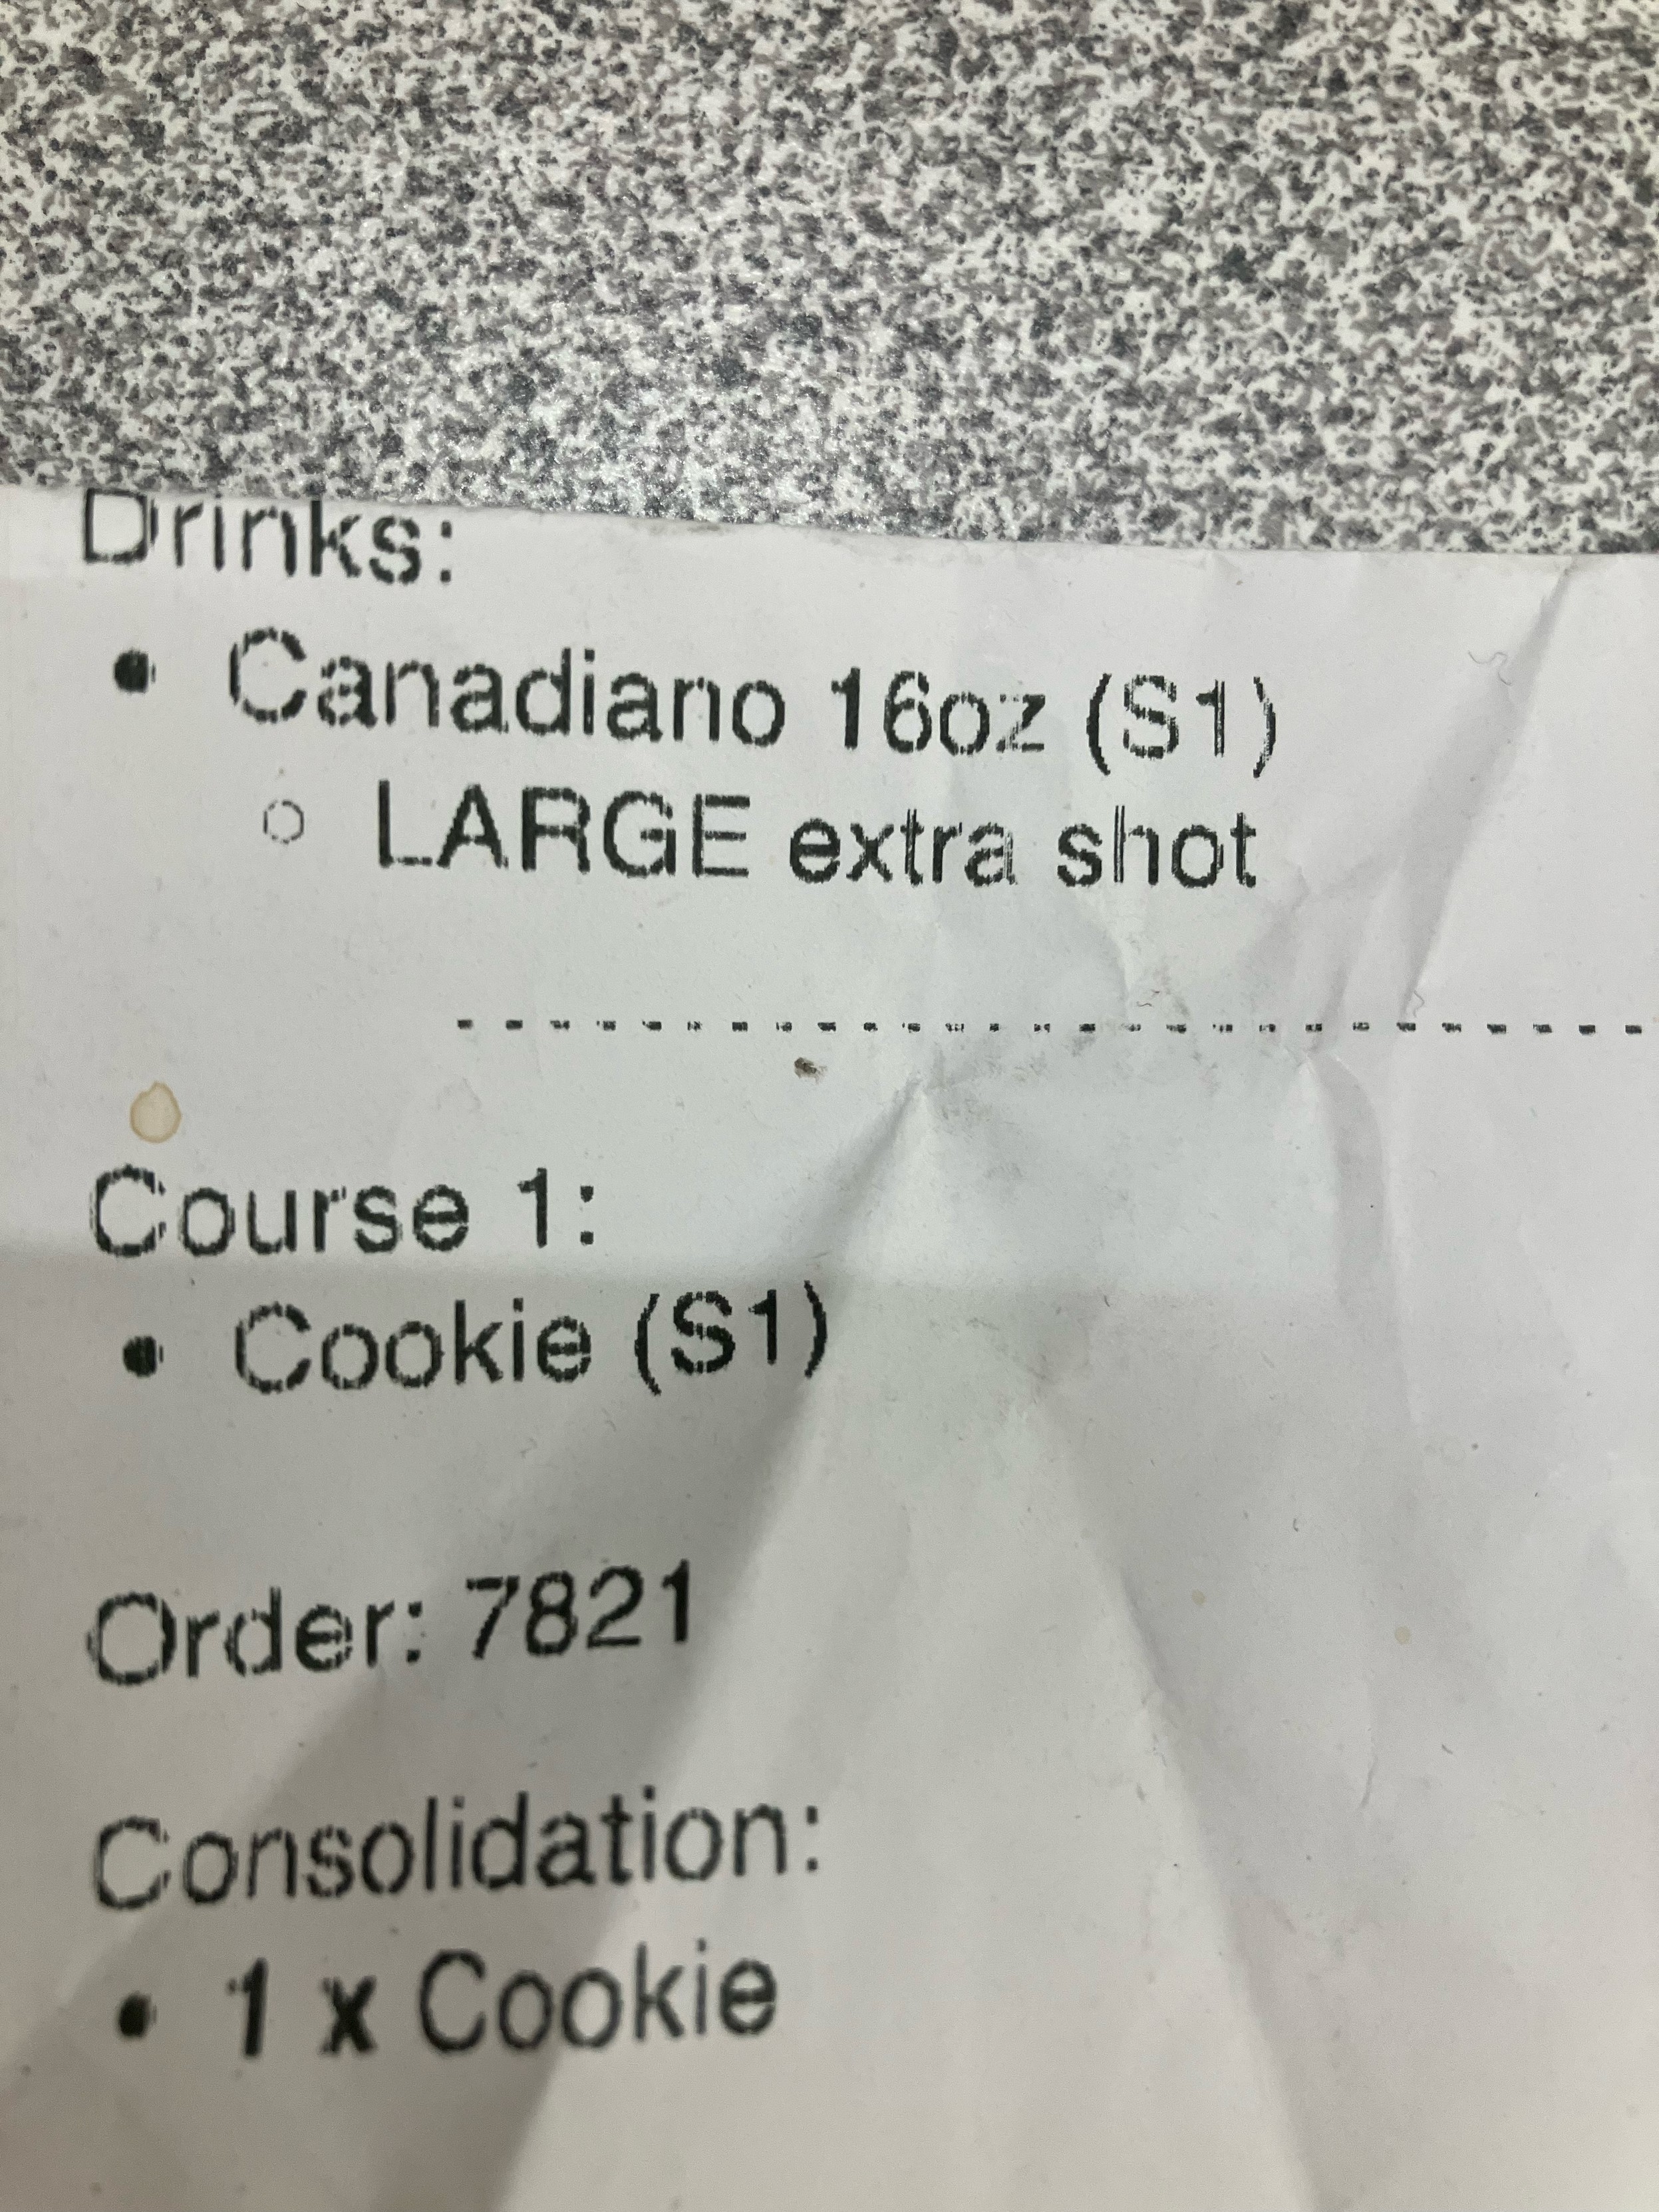 Drinks:
• Canadiano 16oz (S1)
○ LARGE extra shot
---------------------------
Course 1:
• Cookie (S1)
Order: 7821
Consolidation:
• 1 x Cookie